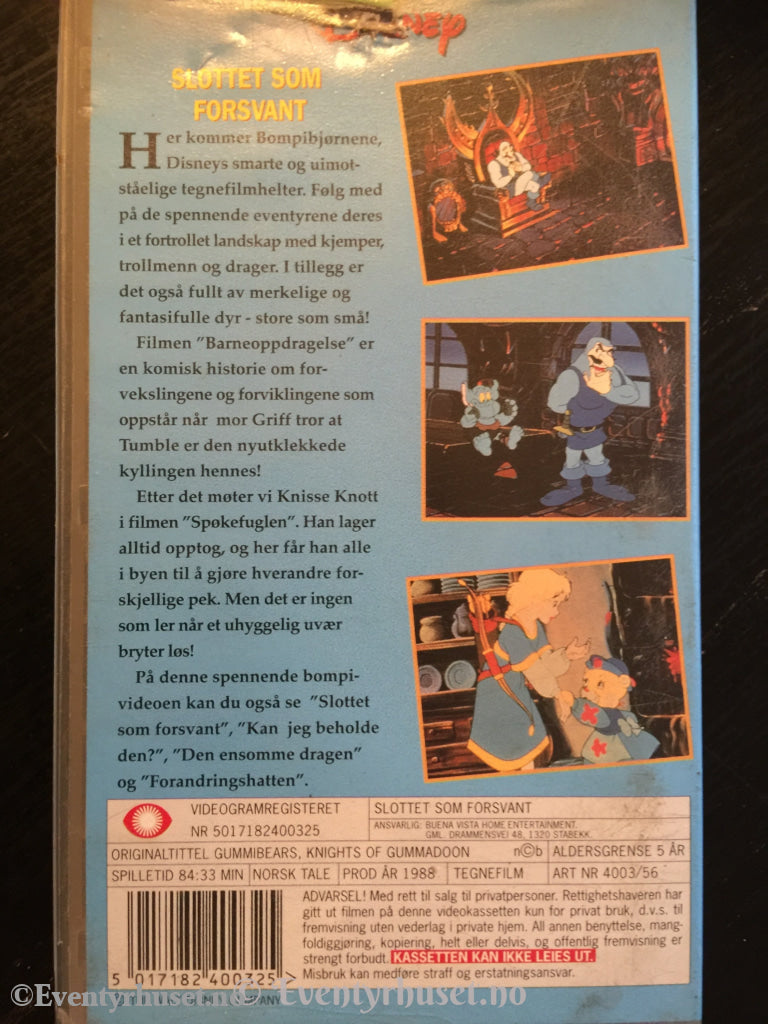 Disney
SLOTTET SOM
FORSVANT
Her kommer Bompibjørnene,
Disneys smarte og uimot-
ståelige tegnefilmhelter. Følg med
på de spennende eventyrene deres
i et fortrollet landskap med kjemper,
trollmenn og drager. I tillegg er
det også fullt av merkelige og
fantasifulle dyr - store som små!
Filmen "Barneoppdragelse" er
en komisk historie om for-
vekslingene og forviklingene som
oppstår når mor Griff tror at
Tumble er den nyutklekkede
kyllingen hennes!
Etter det møter vi Knisse Knott
i filmen "Spøkefuglen". Han lager
alltid opptog, og her får han alle
i byen til å gjøre hverandre for-
skjellige pek. Men det er ingen
som ler når et uhyggelig uvær
bryter løs!
På denne spennende bompi-
videoen kan du også se "Slottet
som forsvant", "Kan jeg beholde
den?", "Den ensomme dragen"
og "Forandringshatten".
VIDEOGRAMREGISTERET
NR 5017182400325
SLOTTET SOM FORSVANT
ANSVARLIG: BUENA VISTA HOME ENTERTAINMENT.
GML. DRAMMENSVEI 48, 1320 STABEKK.
ORIGINALTITTEL GUMMIBEARS, KNIGHTS OF GUMMADOON n©b ALDERSGRENSE 5 ÅR
SPILLETID 84:33 MIN NORSK TALE PROD ÅR 1988 TEGNEFILM ART NR 4003/56
ADVARSEL! Med rett til salg til privatpersoner. Rettighetshaveren har
gitt ut filmen på denne videokassetten kun for privat bruk, d.v.s. til
fremvisning uten vederlag i private hjem. All annen benyttelse, mang-
foldiggjøring, kopiering, helt eller delvis, og offentlig fremvisning er
strengt forbudt. KASSETTEN KAN IKKE LEIES UT.
Misbruk kan medføre straff og erstatningsansvar.
5 017182 400325 >
©Eventyrhuset.no © Eventyrhuset.no
COMPANY